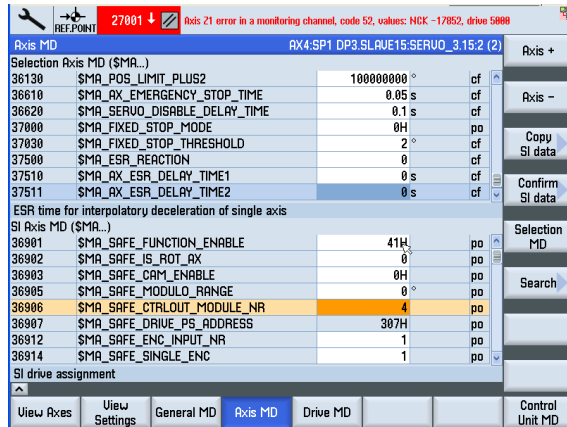 REF.POINT 27001 Axis Z1 error in a monitoring channel, code 52, values: NCK -17852, drive 5000
Axis MD AX4:SP1 DP3.SLAVE15:SERVO_3.15:2 (2)
Axis +
Selection Axis MD ($MA...)
36130 $MA_POS_LIMIT_PLUS2 100000000 ° cf
36610 $MA_AX_EMERGENCY_STOP_TIME 0.05 s cf
Axis -
36620 $MA_SERVO_DISABLE_DELAY_TIME 0.1 s cf
37000 $MA_FIXED_STOP_MODE 0H po
37030 $MA_FIXED_STOP_THRESHOLD 2 ° cf
Copy
SI data
37500 $MA_ESR_REACTION 0 cf
37510 $MA_AX_ESR_DELAY_TIME1 0 s cf
37511 $MA_AX_ESR_DELAY_TIME2 0 s cf
Confirm
SI data
ESR time for interpolatory deceleration of single axis
SI Axis MD ($MA...)
Selection
MD
36901 $MA_SAFE_FUNCTION_ENABLE 41H po
36902 $MA_SAFE_IS_ROT_AX 0 po
36903 $MA_SAFE_CAM_ENABLE 0H po
Search
36905 $MA_SAFE_MODULO_RANGE 0 ° po
36906 $MA_SAFE_CTRLOUT_MODULE_NR 4 po
36907 $MA_SAFE_DRIVE_PS_ADDRESS 307H po
36912 $MA_SAFE_ENC_INPUT_NR 1 po
36914 $MA_SAFE_SINGLE_ENC 1 po
SI drive assignment
View Axes
View
Settings
General MD
Axis MD
Drive MD
Control
Unit MD